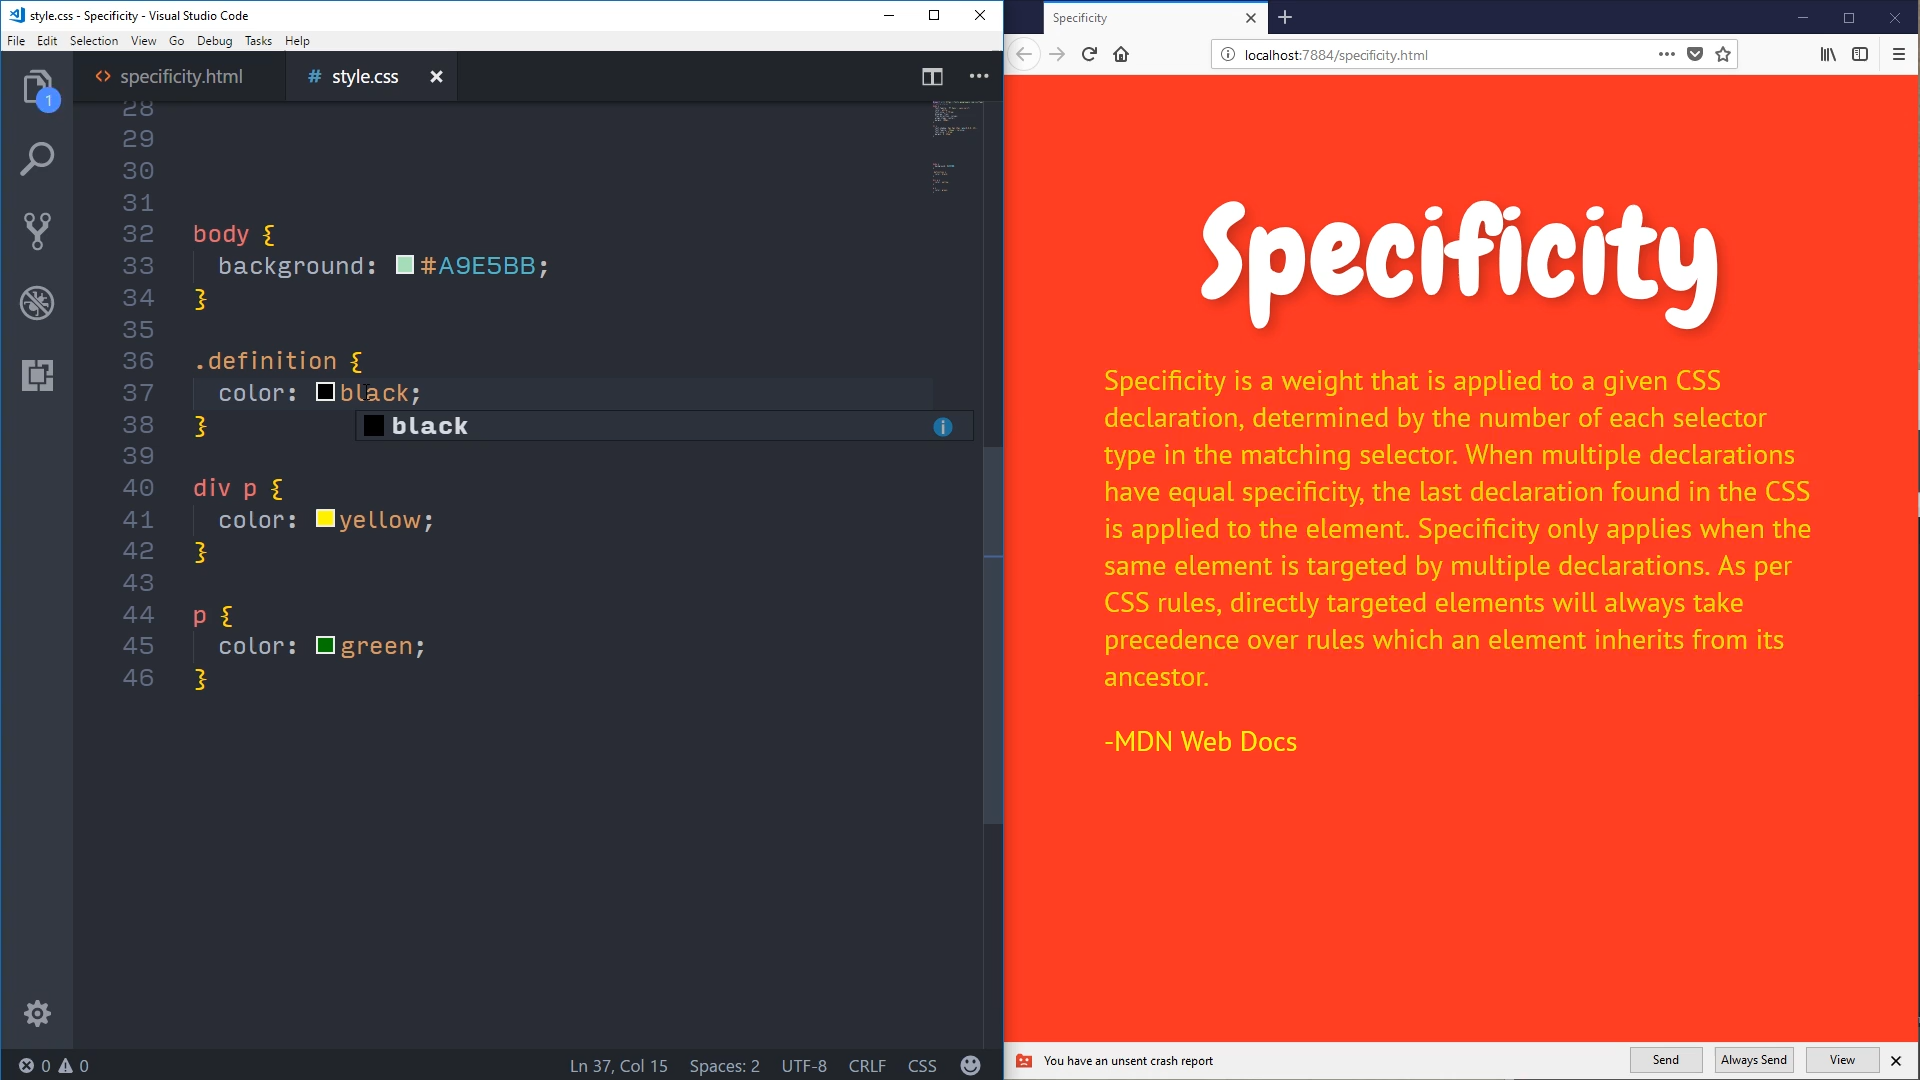 style.css - Specificity - Visual Studio Code
File Edit Selection View Go Debug Tasks Help
1
<> specificity.html
# style.css
28
29
30
31
32 body {
33 background: #A9E5BB;
34 }
35
36 .definition {
37 color: black;
black
38 }
39
40 div p {
41 color: yellow;
42 }
43
44 p {
45 color: green;
46 }
0 0
Ln 37, Col 15 Spaces: 2 UTF-8 CRLF CSS
Specificity
localhost:7884/specificity.html
Specificity
Specificity is a weight that is applied to a given CSS
declaration, determined by the number of each selector
type in the matching selector. When multiple declarations
have equal specificity, the last declaration found in the CSS
is applied to the element. Specificity only applies when the
same element is targeted by multiple declarations. As per
CSS rules, directly targeted elements will always take
precedence over rules which an element inherits from its
ancestor.
-MDN Web Docs
You have an unsent crash report
Send Always Send View